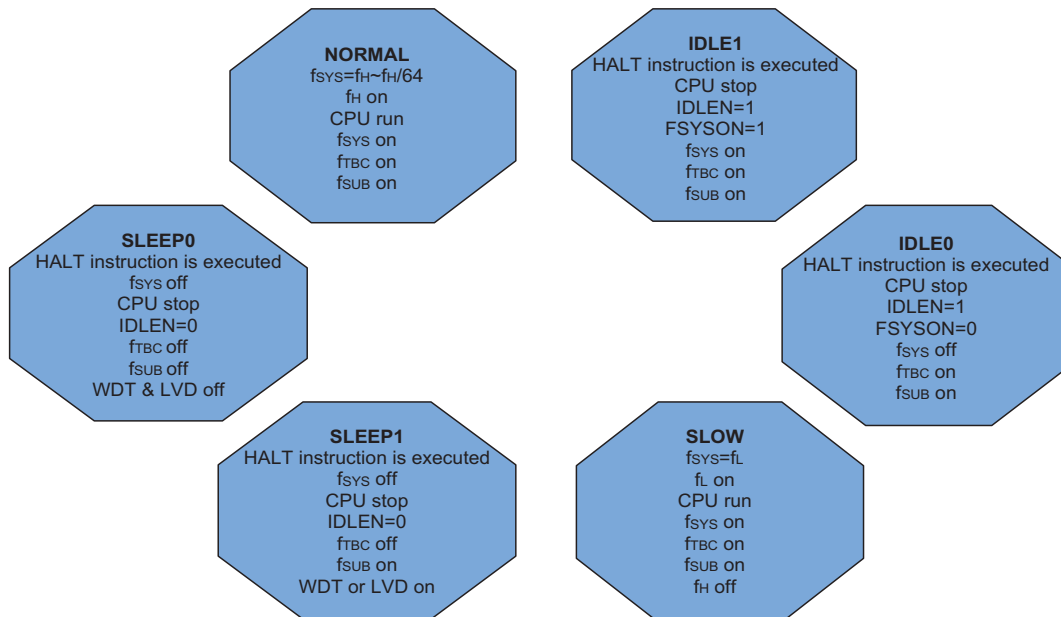 NORMAL
fSYS=fH~fH/64
fH on
CPU run
fSYS on
fTBC on
fSUB on
IDLE1
HALT instruction is executed
CPU stop
IDLEN=1
FSYSON=1
fSYS on
fTBC on
fSUB on
SLEEP0
HALT instruction is executed
fSYS off
CPU stop
IDLEN=0
fTBC off
fSUB off
WDT & LVD off
IDLE0
HALT instruction is executed
CPU stop
IDLEN=1
FSYSON=0
fSYS off
fTBC on
fSUB on
SLEEP1
HALT instruction is executed
fSYS off
CPU stop
IDLEN=0
fTBC off
fSUB on
WDT or LVD on
SLOW
fSYS=fL
fL on
CPU run
fSYS on
fTBC on
fSUB on
fH off